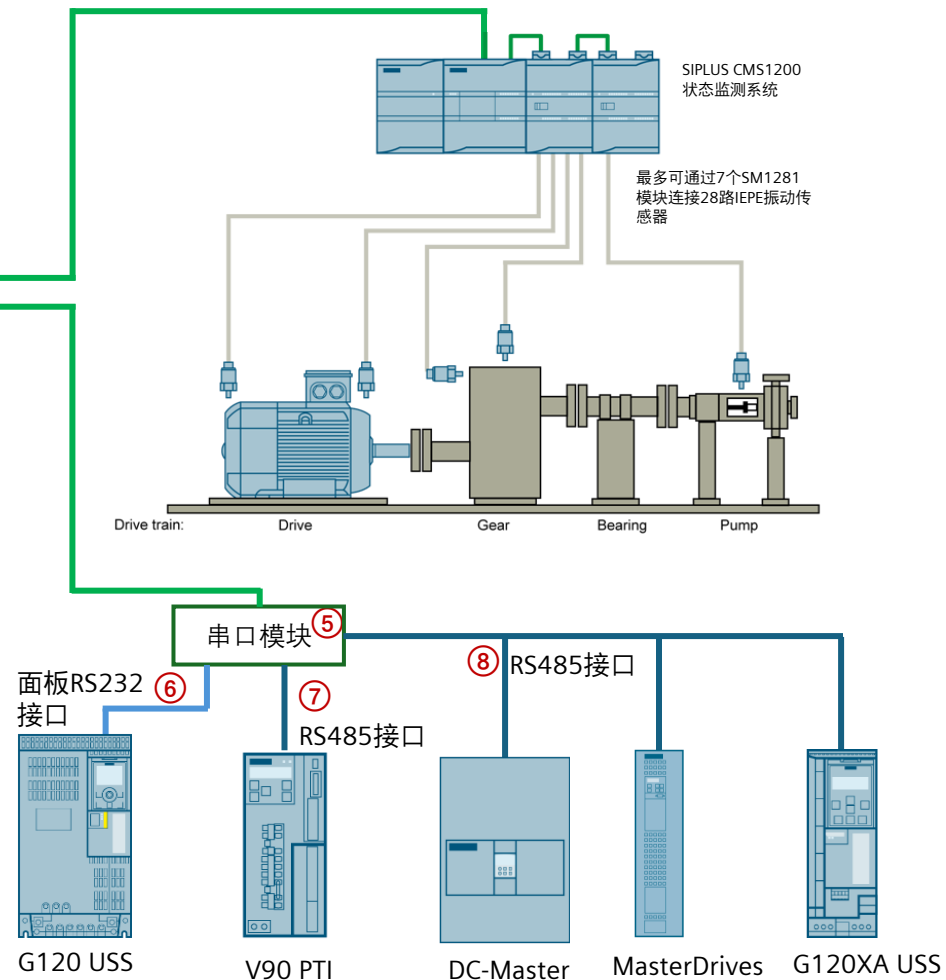 SIPLUS CMS1200
状态监测系统
最多可通过7个SM1281
模块连接28路IEPE振动传
感器
Drive train:
Drive
Gear
Bearing
Pump
串口模块⑤
面板RS232
接口
⑥
⑦
RS485接口
⑧ RS485接口
G120 USS
V90 PTI
DC-Master
MasterDrives
G120XA USS